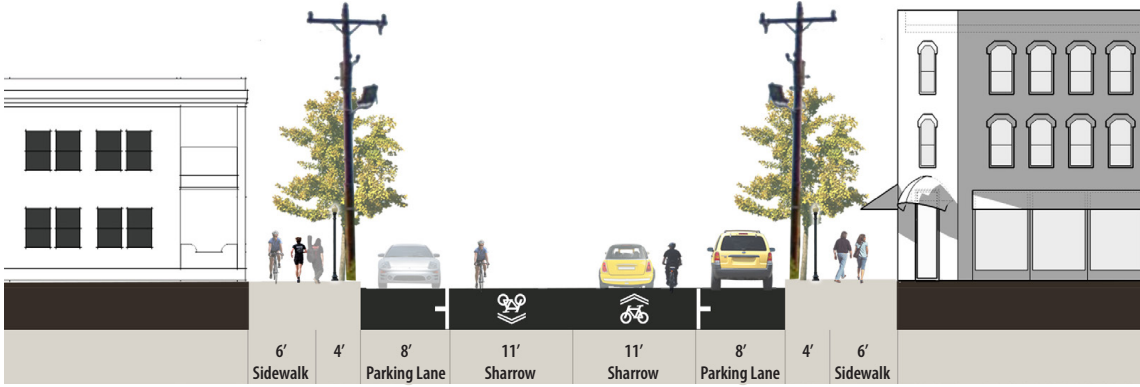 6’ 4’ 8’ 11’ 11’ 8’ 4’ 6’
Sidewalk Parking Lane Sharrow Sharrow Parking Lane Sidewalk